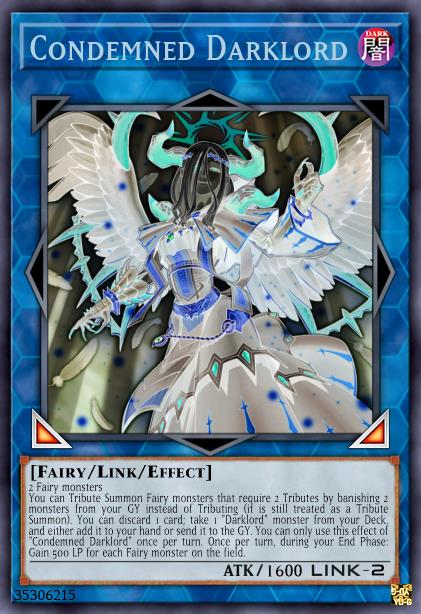 CONDEMNED DARKLORD
DARK
闇
[FAIRY/LINK/EFFECT]
2 Fairy monsters
You can Tribute Summon Fairy monsters that require 2 Tributes by banishing 2
monsters from your GY instead of Tributing (it is still treated as a Tribute
Summon). You can discard 1 card; take 1 "Darklord" monster from your Deck,
and either add it to your hand or send it to the GY. You can only use this effect of
"Condemned Darklord" once per turn. Once per turn, during your End Phase:
Gain 500 LP for each Fairy monster on the field.
ATK/1600 LINK-2
35306215